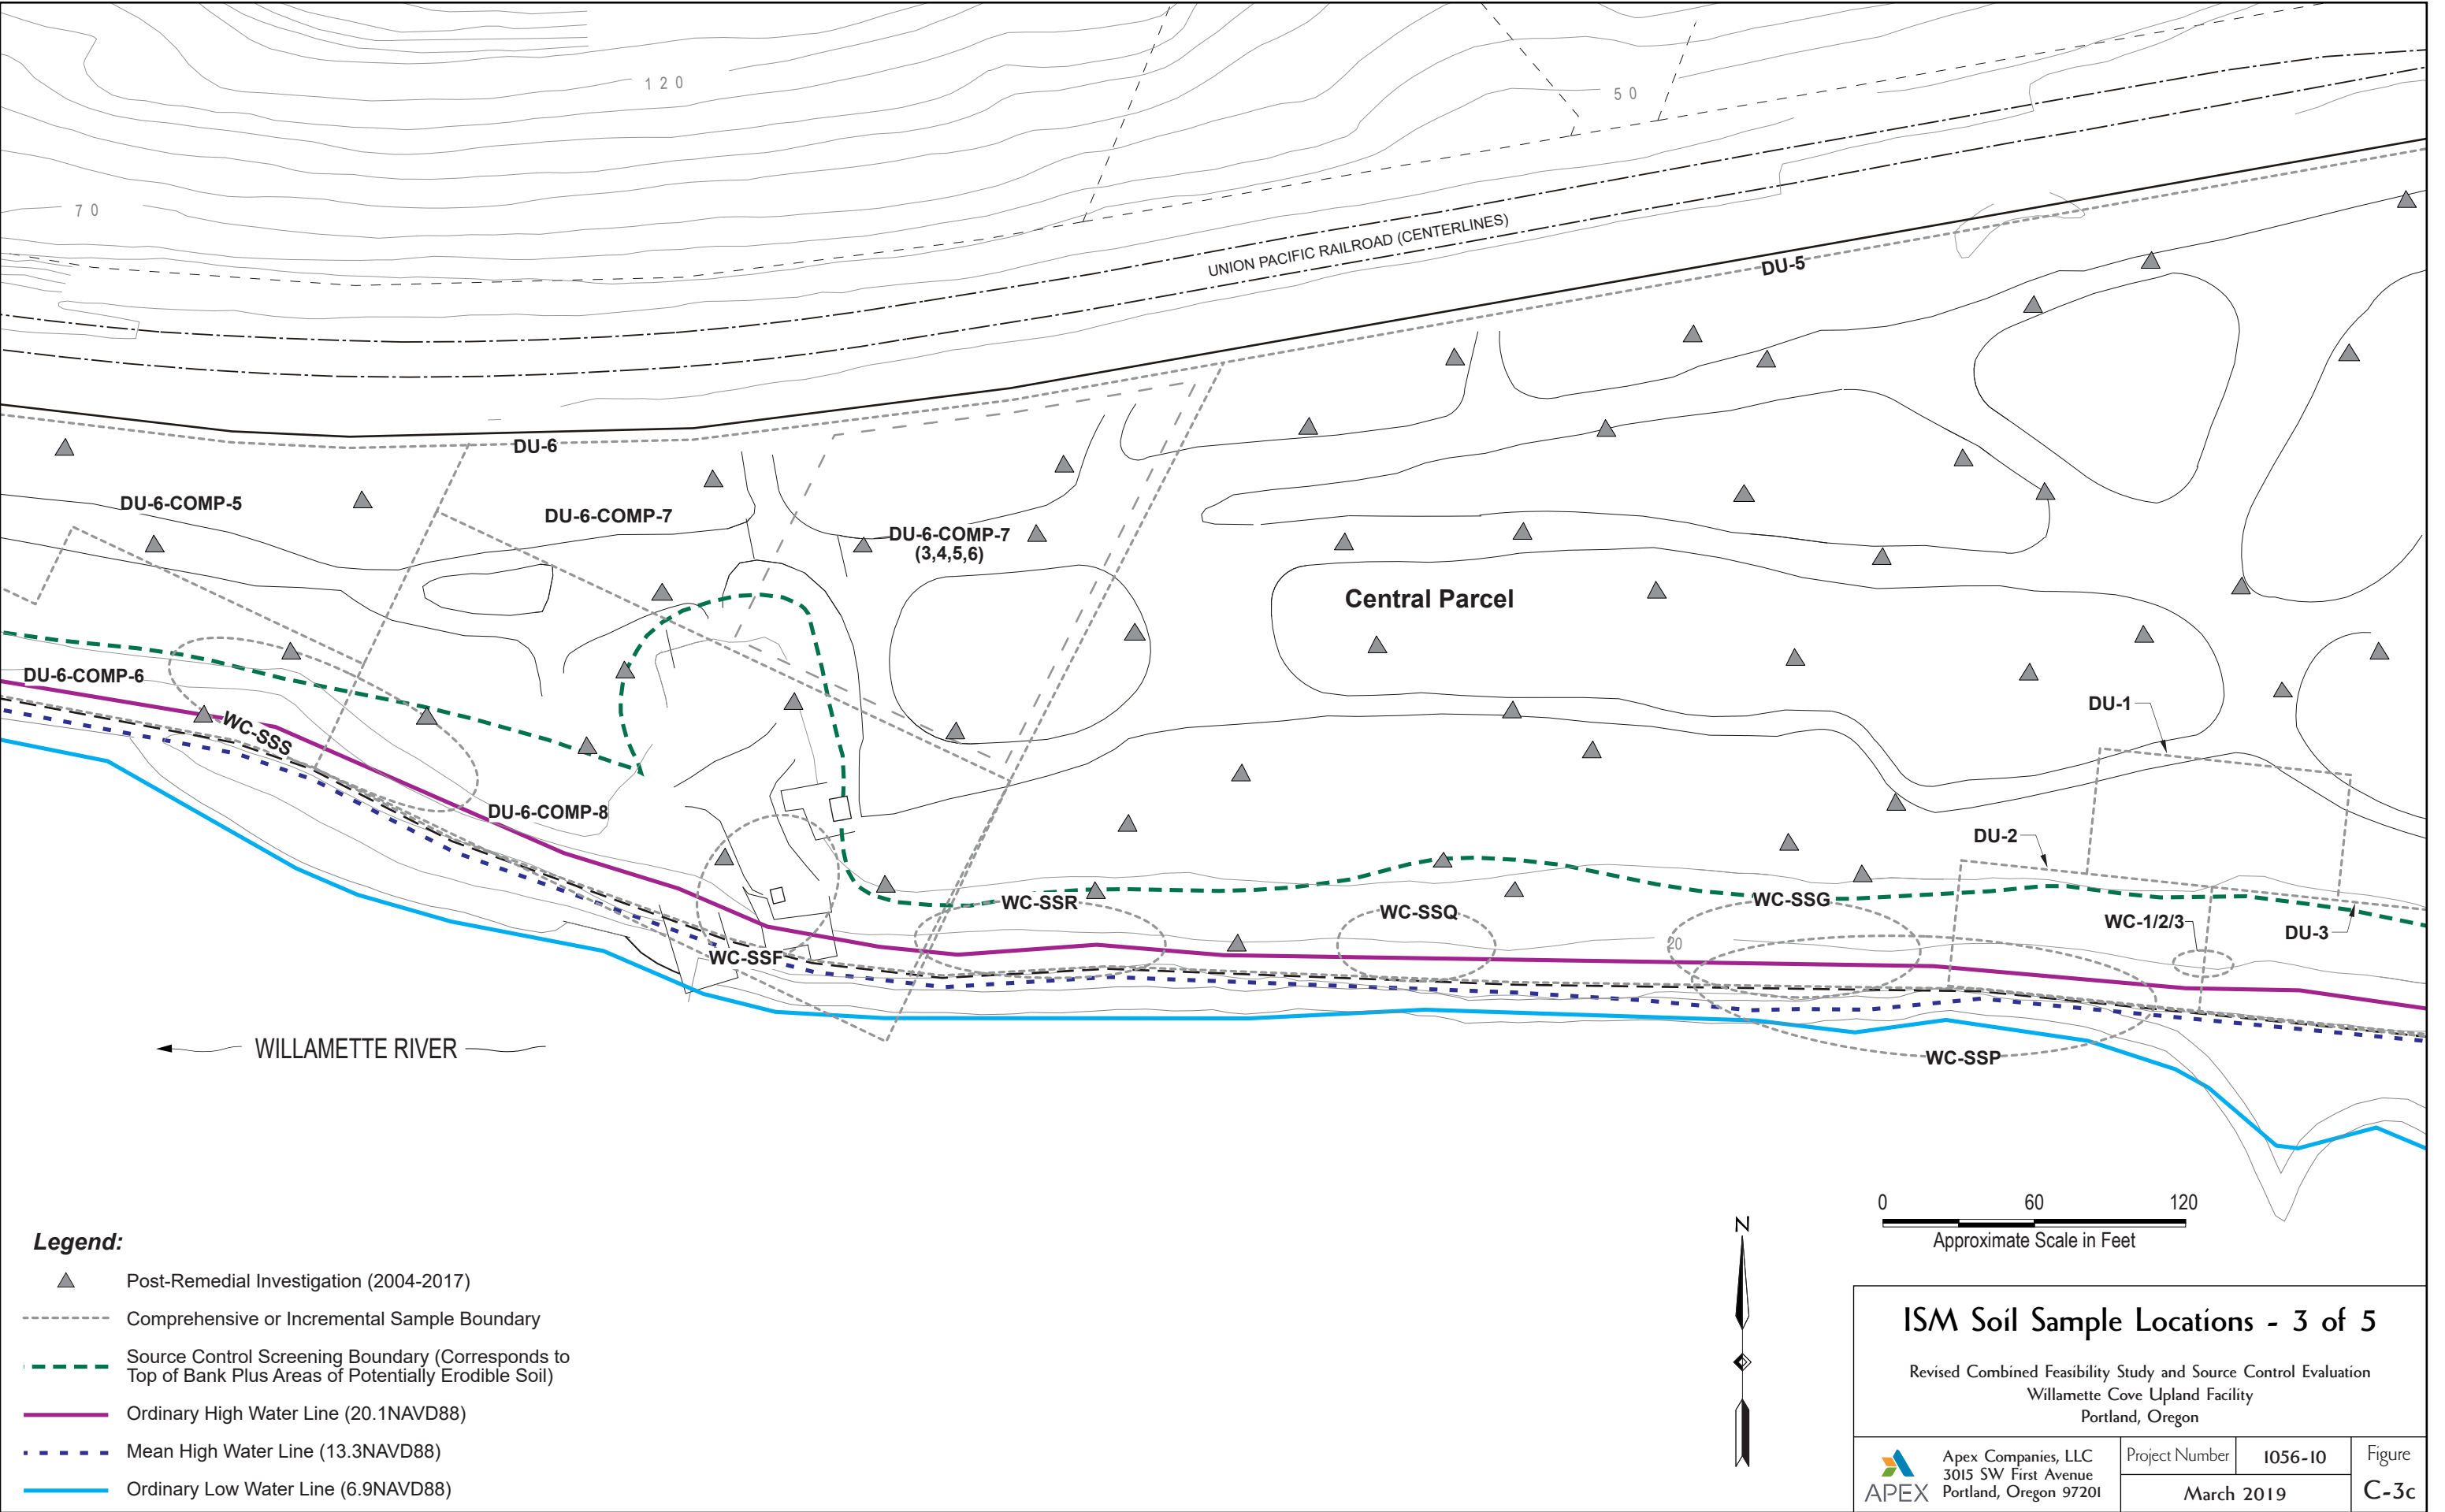 120
50
70
UNION PACIFIC RAILROAD (CENTERLINES)
DU-5
DU-6
DU-6-COMP-5
DU-6-COMP-7
DU-6-COMP-7
(3,4,5,6)
Central Parcel
DU-6-COMP-6
WC-SSS
DU-1
DU-6-COMP-8
DU-2
WC-SSR
WC-SSQ
WC-SSG
WC-1/2/3
DU-3
20
WC-SSF
WC-SSP
WILLAMETTE RIVER
0 60 120
Approximate Scale in Feet
N
Legend:
Post-Remedial Investigation (2004-2017)
Comprehensive or Incremental Sample Boundary
Source Control Screening Boundary (Corresponds to
Top of Bank Plus Areas of Potentially Erodible Soil)
Ordinary High Water Line (20.1NAVD88)
Mean High Water Line (13.3NAVD88)
Ordinary Low Water Line (6.9NAVD88)
ISM Soil Sample Locations - 3 of 5
Revised Combined Feasibility Study and Source Control Evaluation
Willamette Cove Upland Facility
Portland, Oregon
APEX
Apex Companies, LLC
3015 SW First Avenue
Portland, Oregon 97201
Project Number 1056-10
March 2019
Figure
C-3c